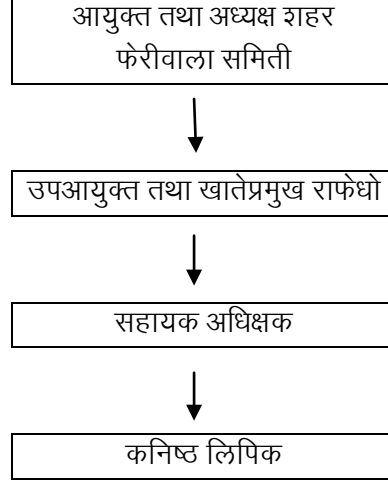 आयुक्त तथा अध्यक्ष शहर
फेरीवाला समिती
उपआयुक्त तथा खातेप्रमुख राफेधो
सहायक अधिक्षक
कनिष्ठ लिपिक